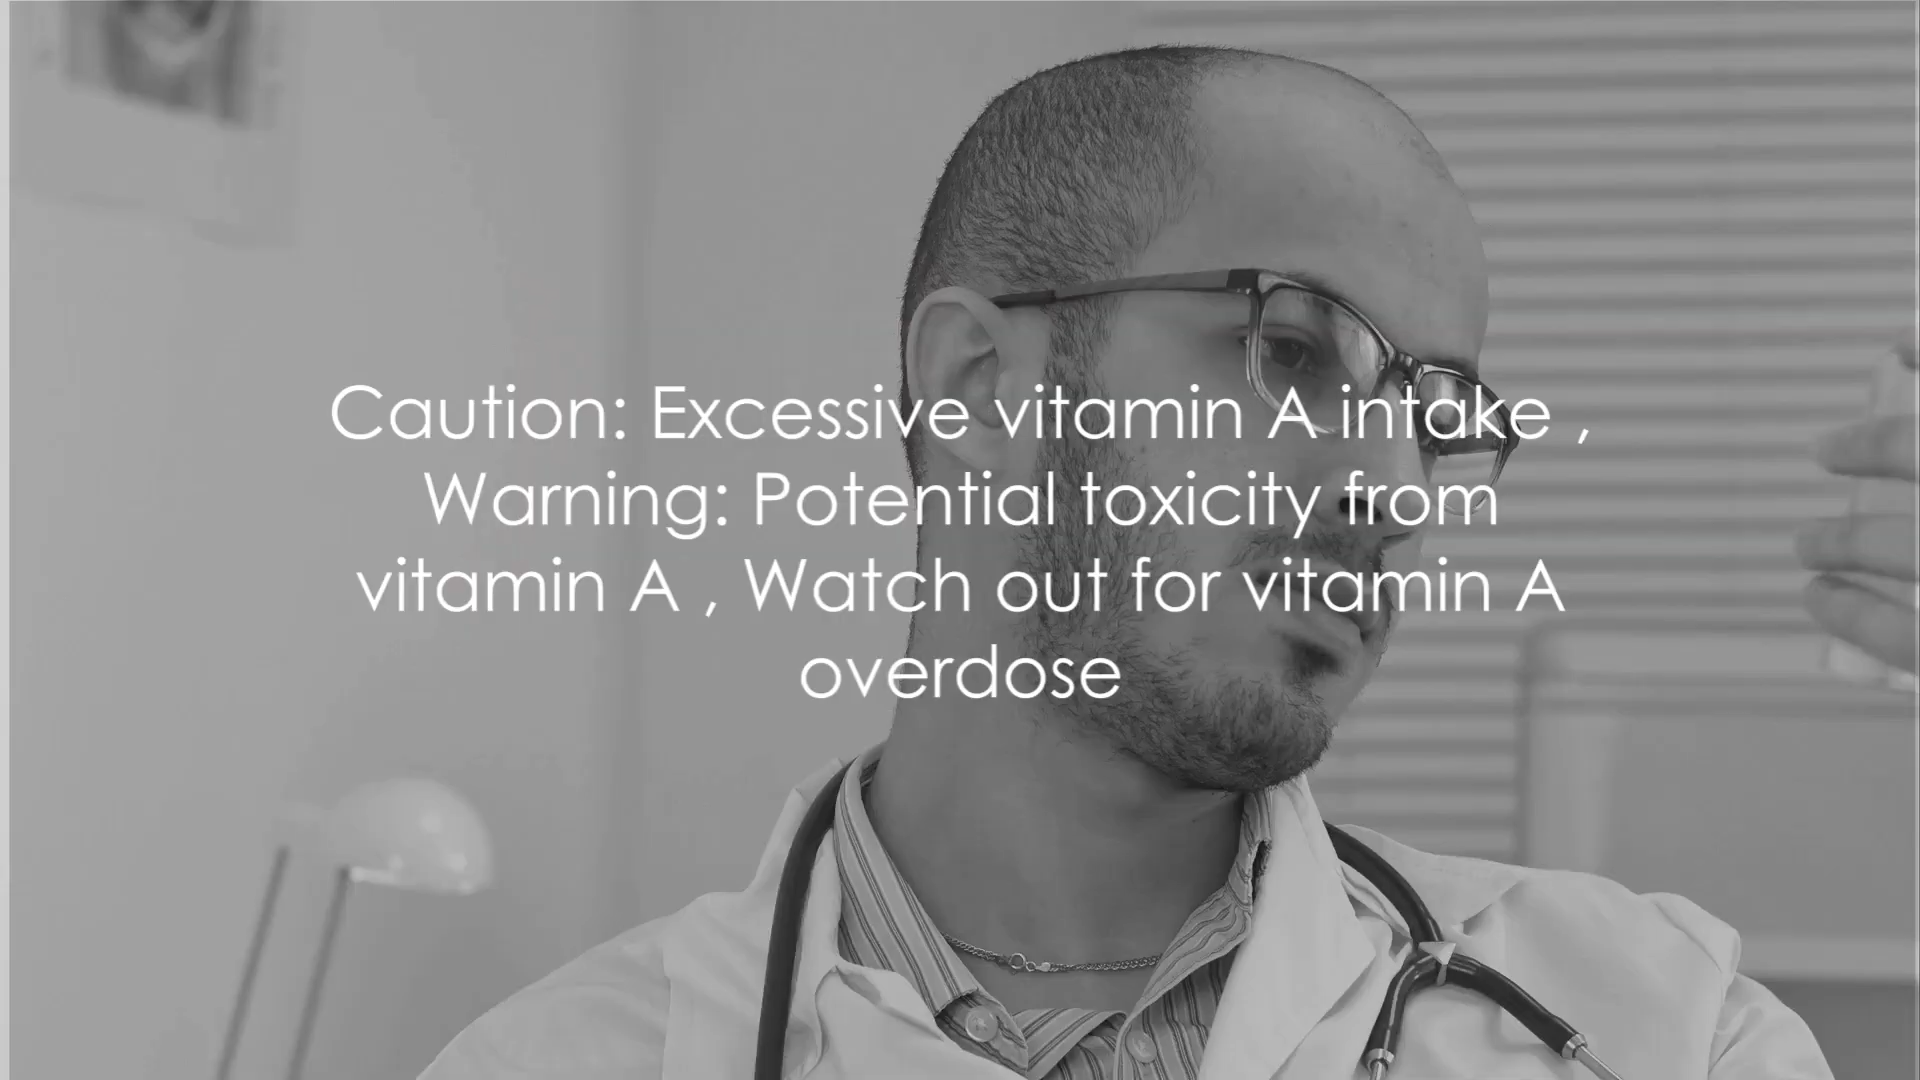 Caution: Excessive vitamin A intake ,
Warning: Potential toxicity from
vitamin A , Watch out for vitamin A
overdose